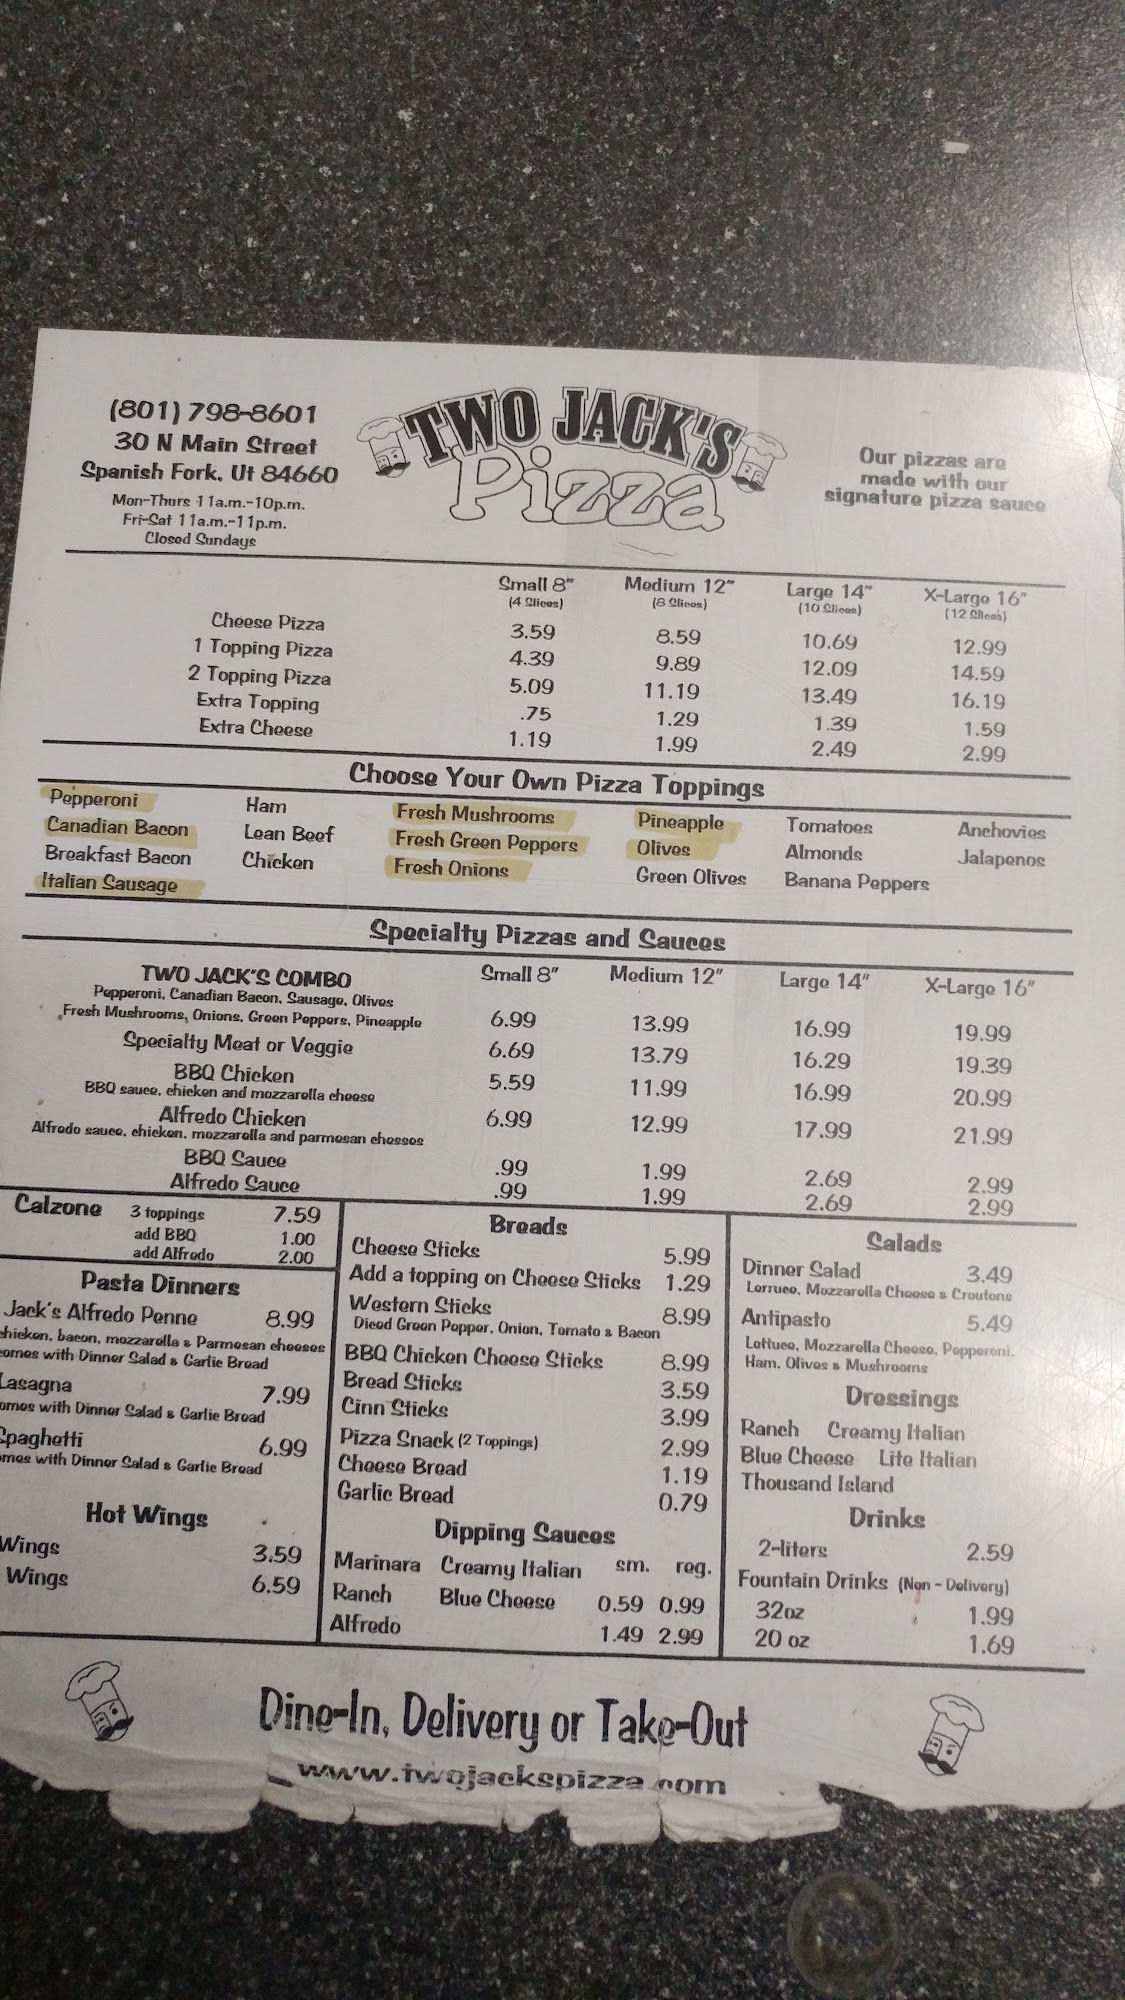 (801) 798-8601
30 N Main Street
Spanish Fork, Ut 84660
Mon-Thurs 11a.m.-10p.m.
Fri-Sat 11a.m.-11p.m.
Closed Sundays
TWO JACK'S
Pizza
Our pizzas are
made with our
signature pizza sauce
Small 8" Medium 12" Large 14" X-Large 16"
(4 Slices) (8 Slices) (10 Slices) (12 Slices)
Cheese Pizza 3.59 8.59 10.69 12.99
1 Topping Pizza 4.39 9.89 12.09 14.59
2 Topping Pizza 5.09 11.19 13.49 16.19
Extra Topping .75 1.29 1.39 1.59
Extra Cheese 1.19 1.99 2.49 2.99
Choose Your Own Pizza Toppings
Pepperoni Ham Fresh Mushrooms Pineapple Tomatoes Anchovies
Canadian Bacon Lean Beef Fresh Green Peppers Olives Almonds Jalapenos
Breakfast Bacon Chicken Fresh Onions Green Olives Banana Peppers
Italian Sausage
Specialty Pizzas and Sauces
TWO JACK'S COMBO Small 8" Medium 12" Large 14" X-Large 16"
Pepperoni, Canadian Bacon, Sausage, Olives
Fresh Mushrooms, Onions, Green Peppers, Pineapple 6.99 13.99 16.99 19.99
Specialty Meat or Veggie 6.69 13.79 16.29 19.39
BBQ Chicken 5.59 11.99 16.99 20.99
BBQ sauce, chicken and mozzarella cheese
Alfredo Chicken 6.99 12.99 17.99 21.99
Alfredo sauce, chicken, mozzarella and parmesan cheeses
BBQ Sauce .99 1.99 2.69 2.99
Alfredo Sauce .99 1.99 2.69 2.99
Calzone 3 toppings 7.59
add BBQ 1.00
add Alfredo 2.00
Pasta Dinners
Jack's Alfredo Penne 8.99
chicken, bacon, mozzarella & Parmesan cheeses
comes with Dinner Salad & Garlic Bread
Lasagna 7.99
omes with Dinner Salad & Garlic Bread
Spaghetti 6.99
omes with Dinner Salad & Garlic Bread
Hot Wings
Wings 3.59
Wings 6.59
Breads
Cheese Sticks 5.99
Add a topping on Cheese Sticks 1.29
Western Sticks 8.99
Diced Green Pepper, Onion, Tomato & Bacon
BBQ Chicken Cheese Sticks 8.99
Bread Sticks 3.59
Cinn Sticks 3.99
Pizza Snack (2 Toppings) 2.99
Cheese Bread 1.19
Garlic Bread 0.79
Dipping Sauces
Marinara Creamy Italian sm. reg.
Ranch Blue Cheese 0.59 0.99
Alfredo 1.49 2.99
Salads
Dinner Salad 3.49
Lerruce, Mozzarella Cheese & Croutons
Antipasto 5.49
Lettuce, Mozzarella Cheese, Pepperoni,
Ham, Olives & Mushrooms
Dressings
Ranch Creamy Italian
Blue Cheese Lite Italian
Thousand Island
Drinks
2-liters 2.59
Fountain Drinks (Non - Delivery)
32oz 1.99
20 oz 1.69
Dine-In, Delivery or Take-Out
www.twojackspizza.com